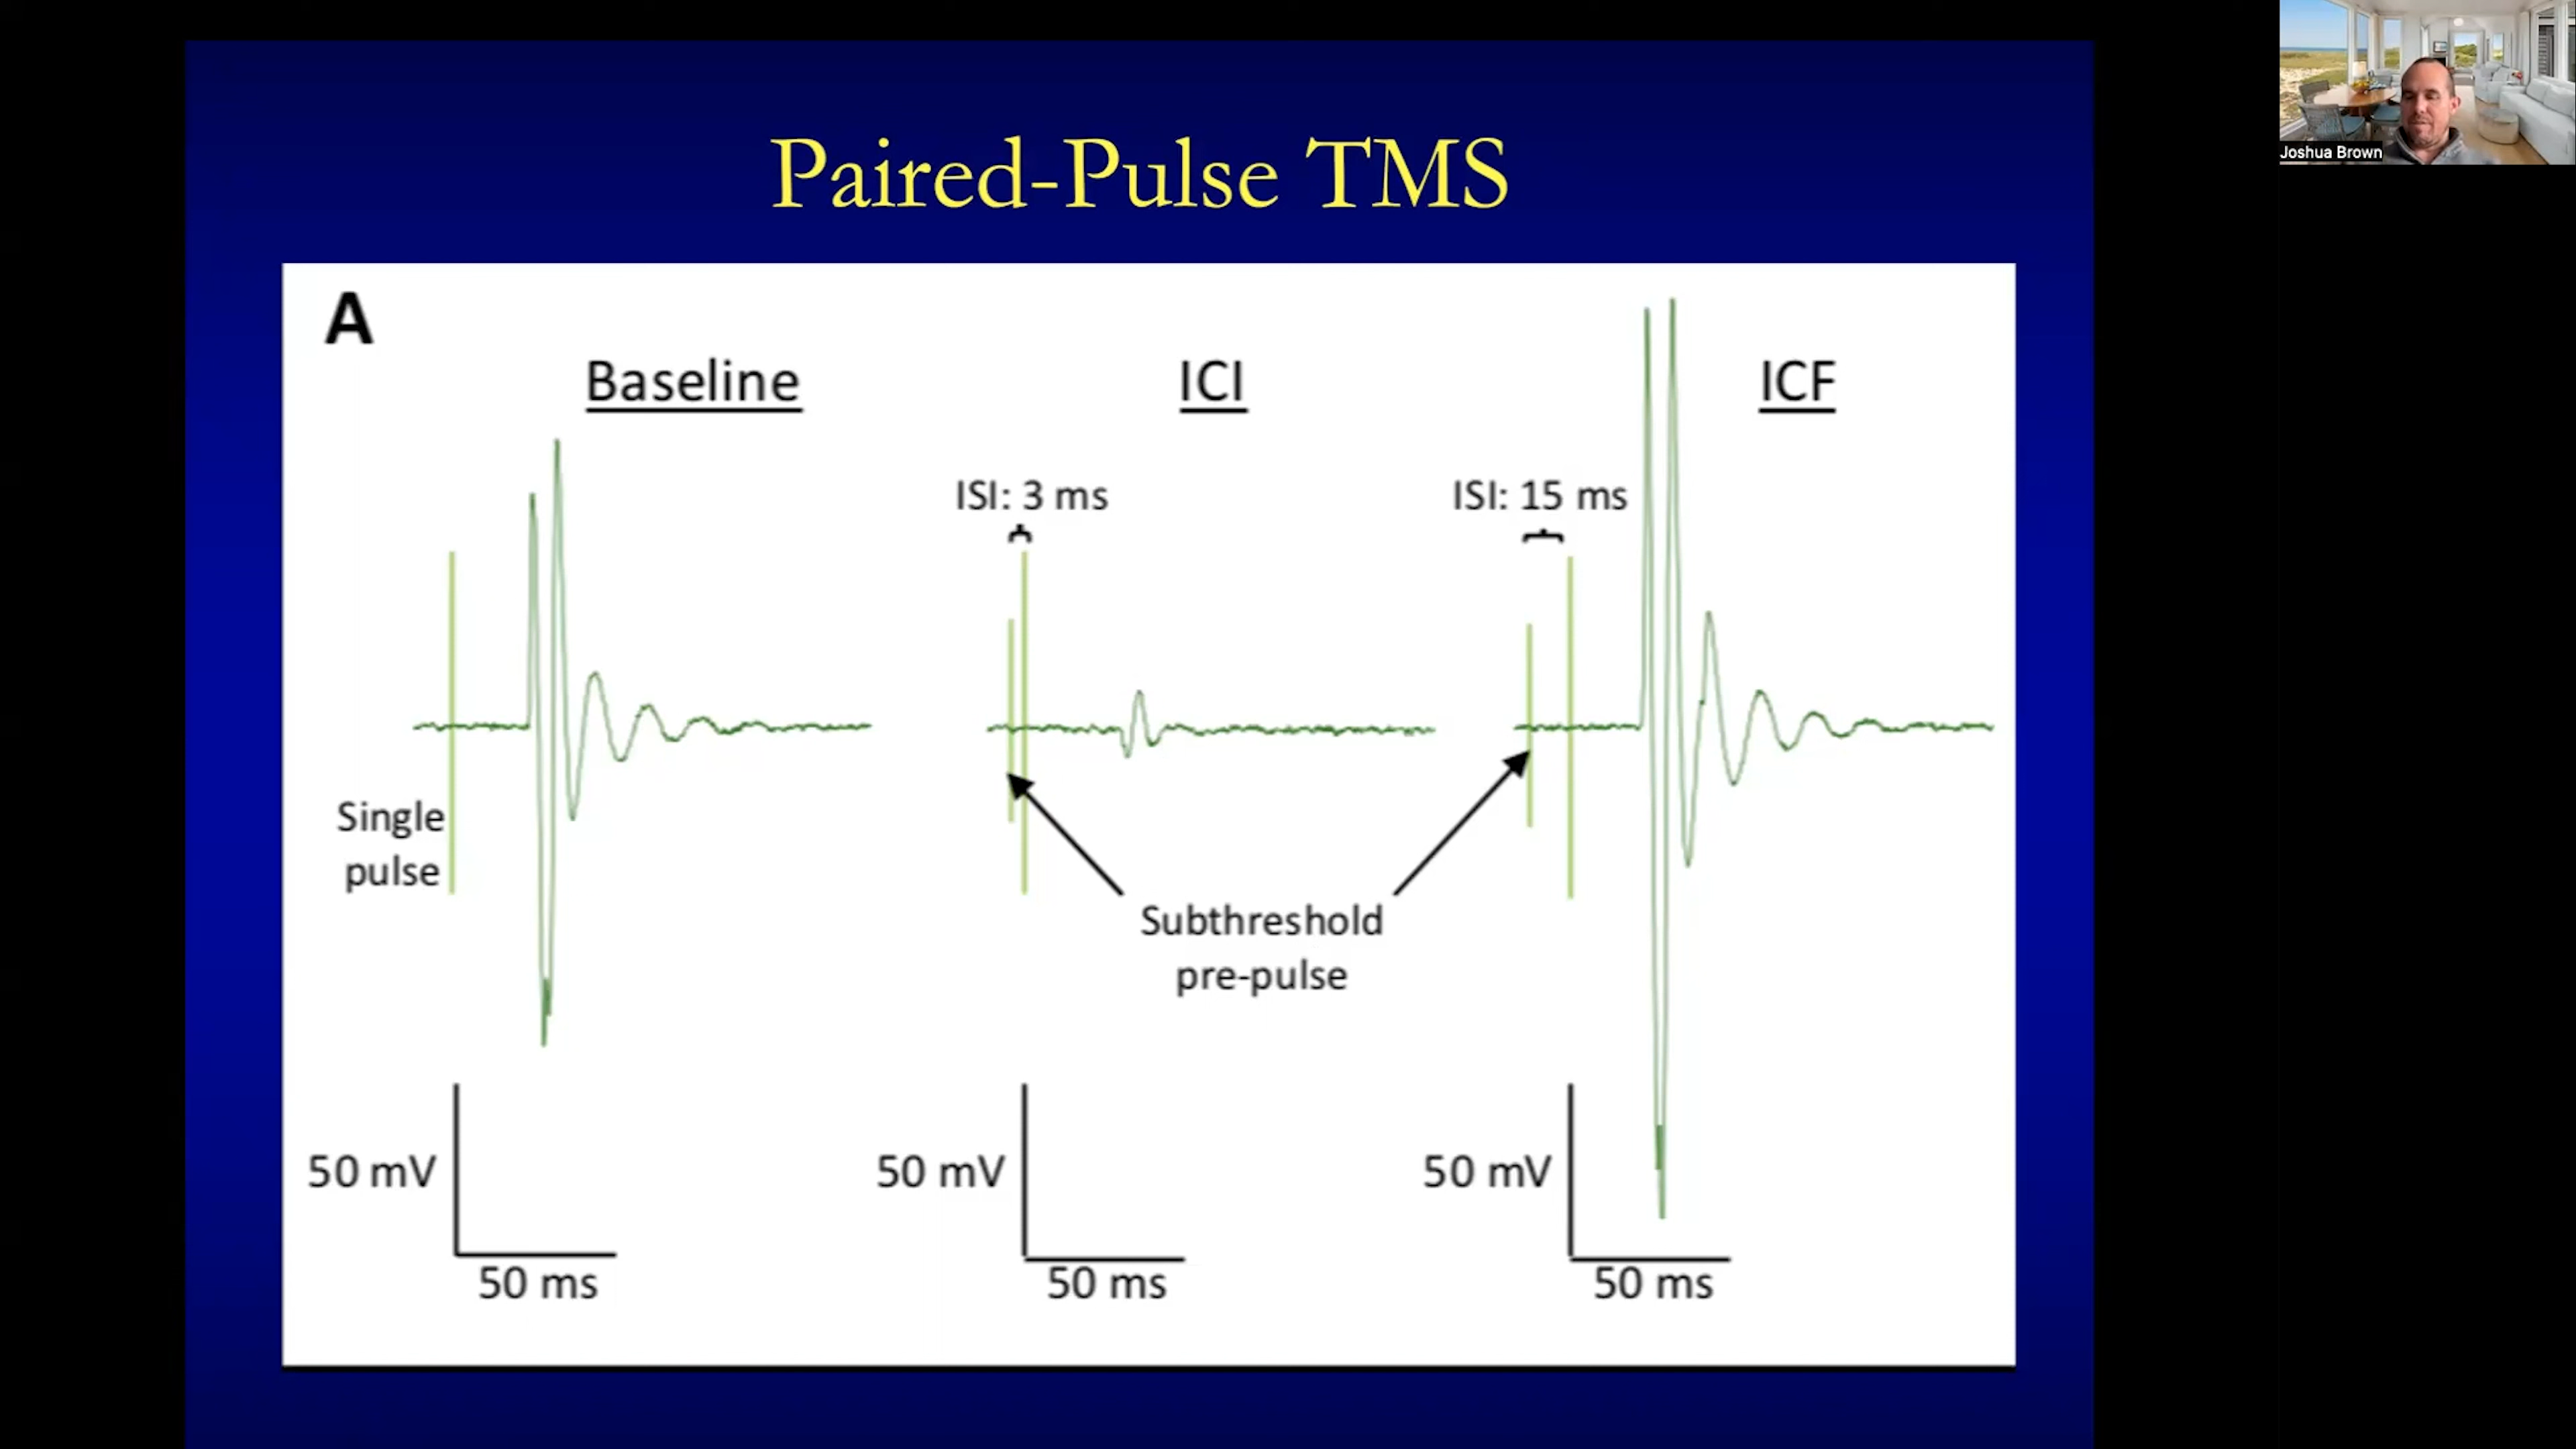 Paired-Pulse TMS
Joshua Brown
A
Baseline
ICI
ICF
ISI: 3 ms
ISI: 15 ms
Single
pulse
Subthreshold
pre-pulse
50 mV
50 ms
50 mV
50 ms
50 mV
50 ms